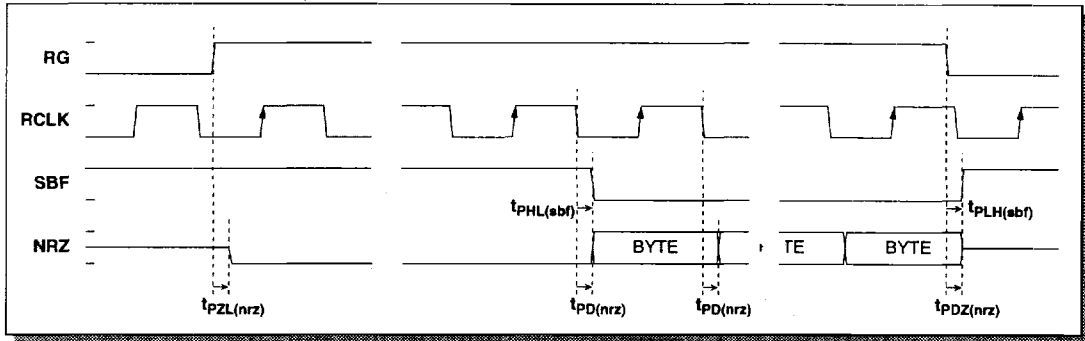 RG
RCLK
SBF
tPHL(sbf)
tPLH(sbf)
NRZ
BYTE
TE
BYTE
tPZL(nrz)
tPD(nrz)
tPD(nrz)
tPDZ(nrz)